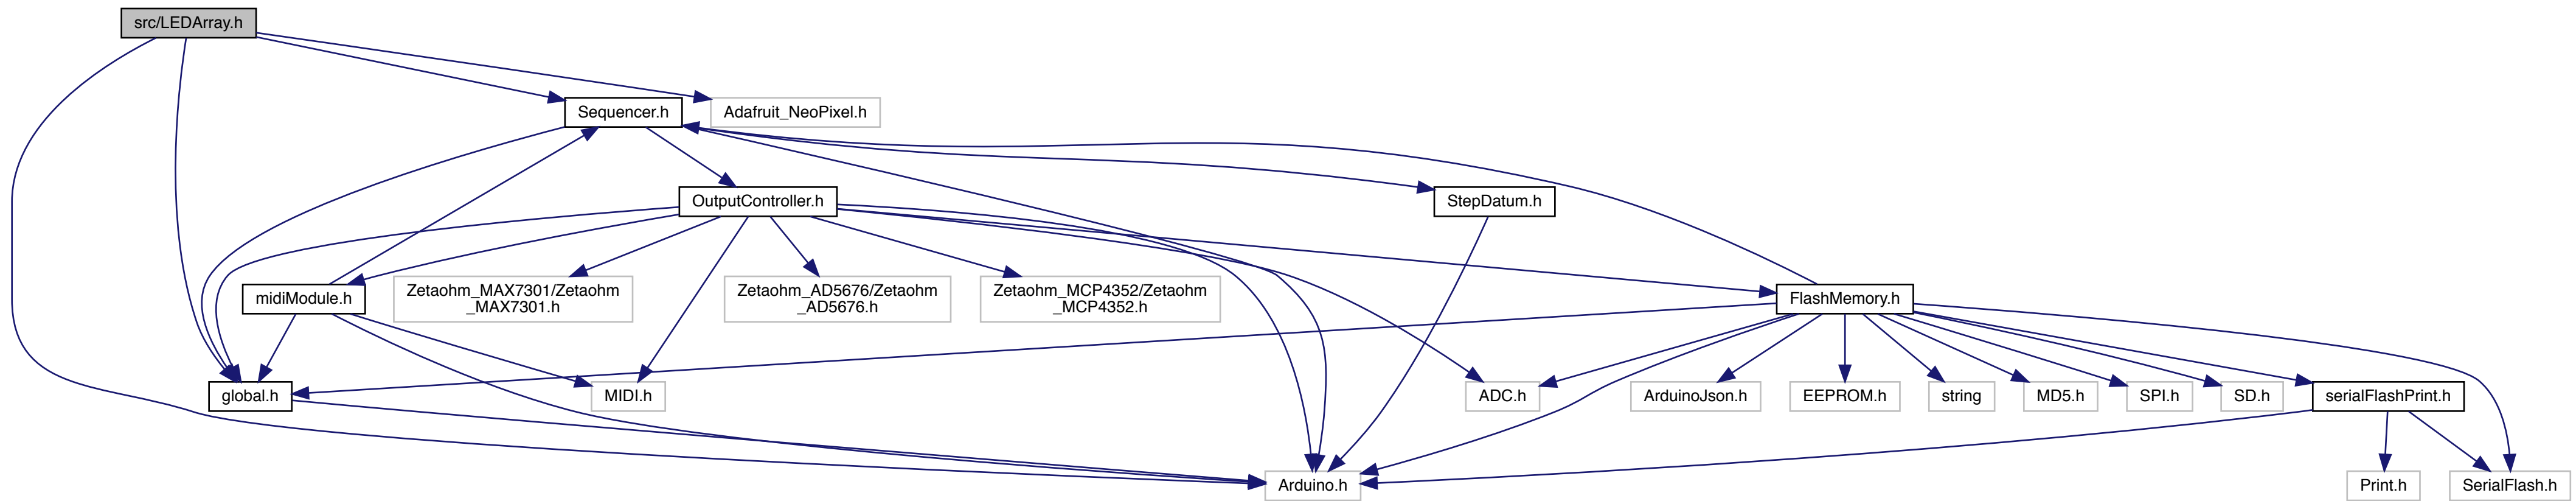 src/LEDArray.h
Sequencer.h
Adafruit_NeoPixel.h
OutputController.h
StepDatum.h
midiModule.h
Zetaohm_MAX7301/Zetaohm
_MAX7301.h
Zetaohm_AD5676/Zetaohm
_AD5676.h
Zetaohm_MCP4352/Zetaohm
_MCP4352.h
FlashMemory.h
global.h
MIDI.h
ADC.h
ArduinoJson.h
EEPROM.h
string
MD5.h
SPI.h
SD.h
serialFlashPrint.h
Arduino.h
Print.h
SerialFlash.h